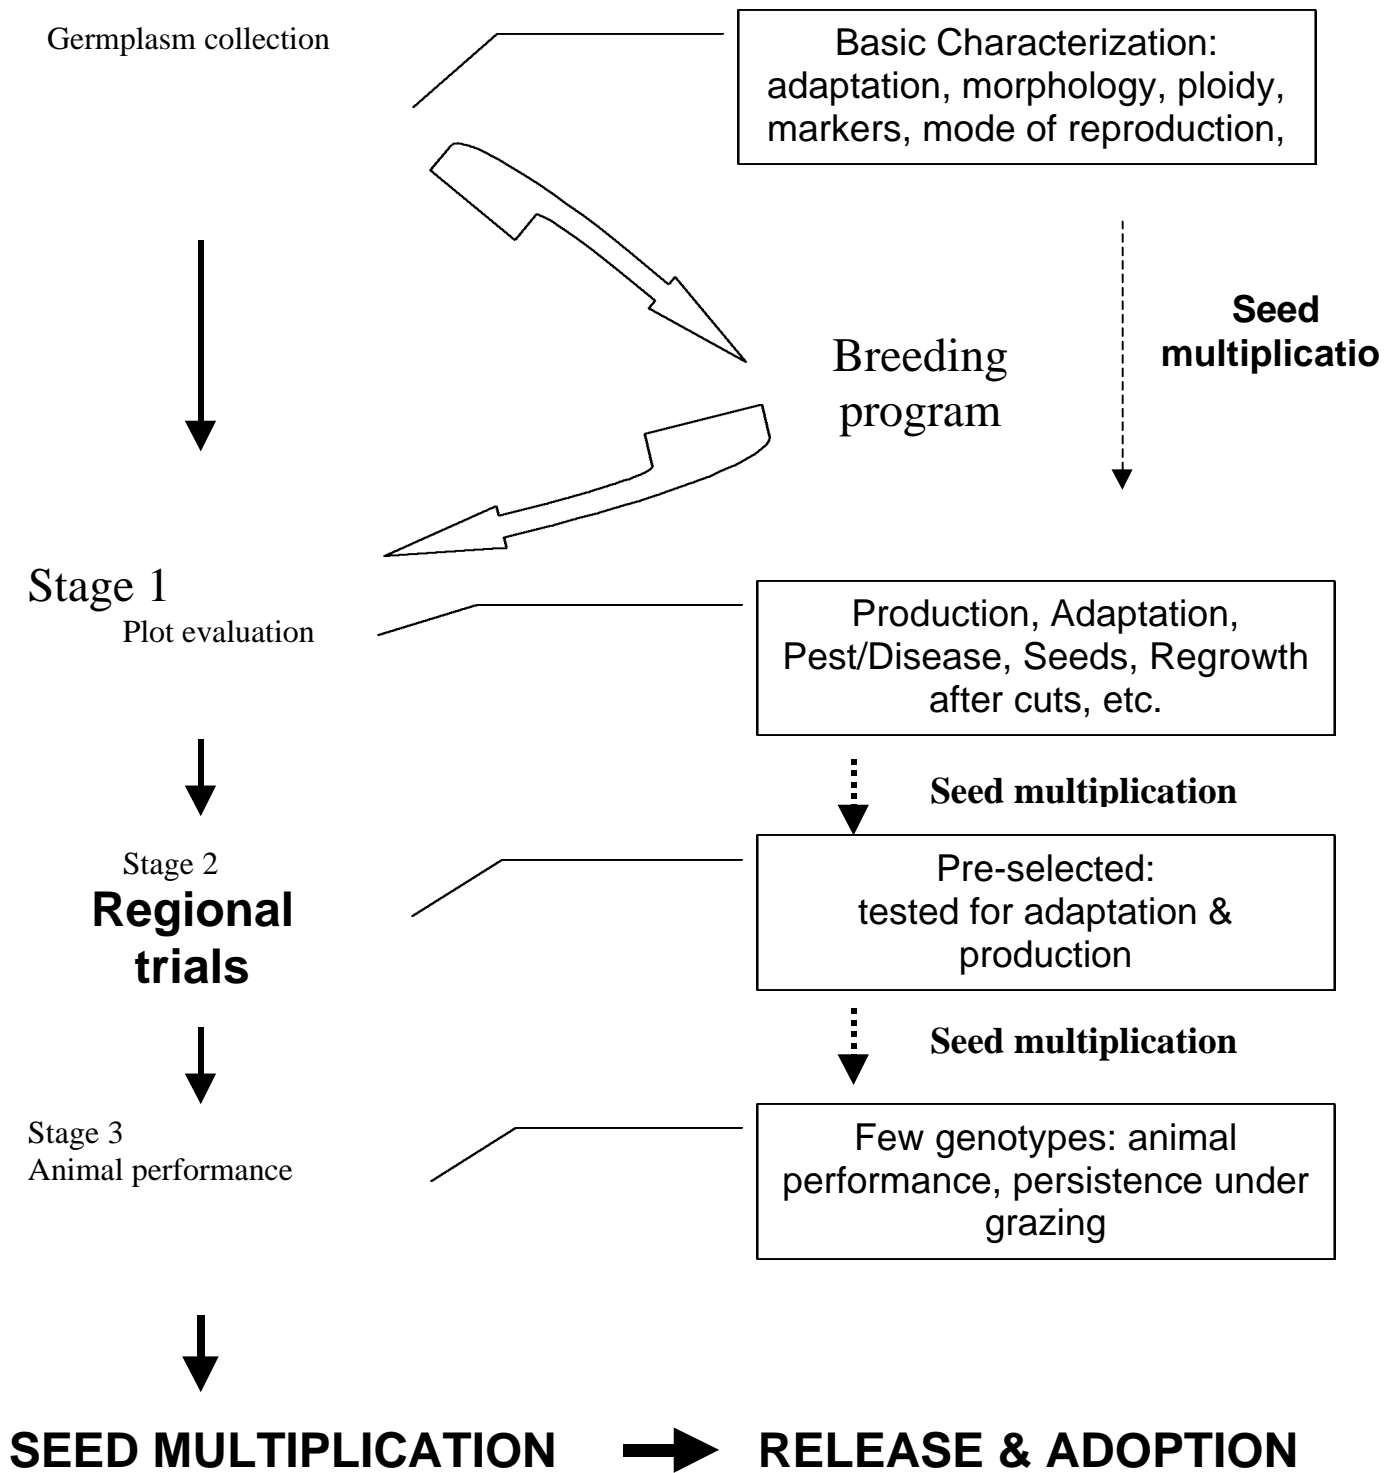 Germplasm collection
Basic Characterization:
adaptation, morphology, ploidy,
markers, mode of reproduction,
Seed
multiplicatio
Breeding
program
Stage 1
Plot evaluation
Production, Adaptation,
Pest/Disease, Seeds, Regrowth
after cuts, etc.
Seed multiplication
Stage 2
Regional
trials
Pre-selected:
tested for adaptation &
production
Seed multiplication
Stage 3
Animal performance
Few genotypes: animal
performance, persistence under
grazing
SEED MULTIPLICATION
RELEASE & ADOPTION